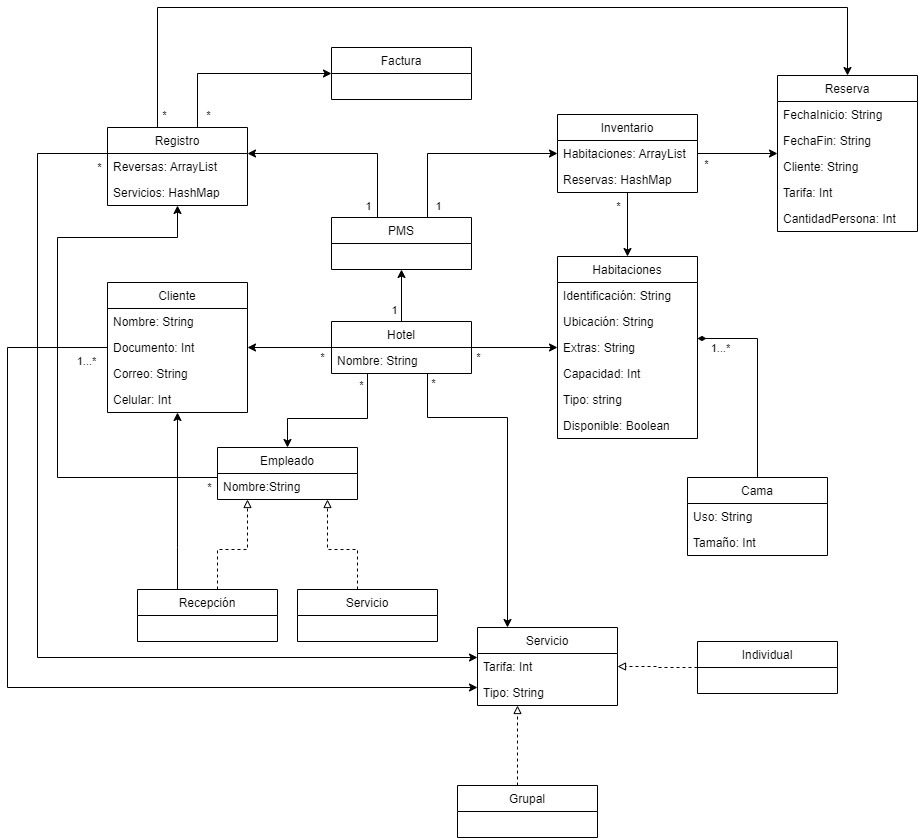 Factura
*
*
Registro
*
Reversas: ArrayList
Servicios: HashMap
Inventario
Habitaciones: ArrayList
Reservas: HashMap
*
*
Reserva
FechaInicio: String
FechaFin: String
Cliente: String
Tarifa: Int
CantidadPersona: Int
1
1
PMS
1
Cliente
Nombre: String
Documento: Int
Correo: String
Celular: Int
1...*
Hotel
Nombre: String
*
*
*
*
Habitaciones
Identificación: String
Ubicación: String
Extras: String
Capacidad: Int
Tipo: string
Disponible: Boolean
1...*
Empleado
Nombre:String
*
Cama
Uso: String
Tamaño: Int
Recepción
Servicio
Servicio
Tarifa: Int
Tipo: String
Individual
Grupal